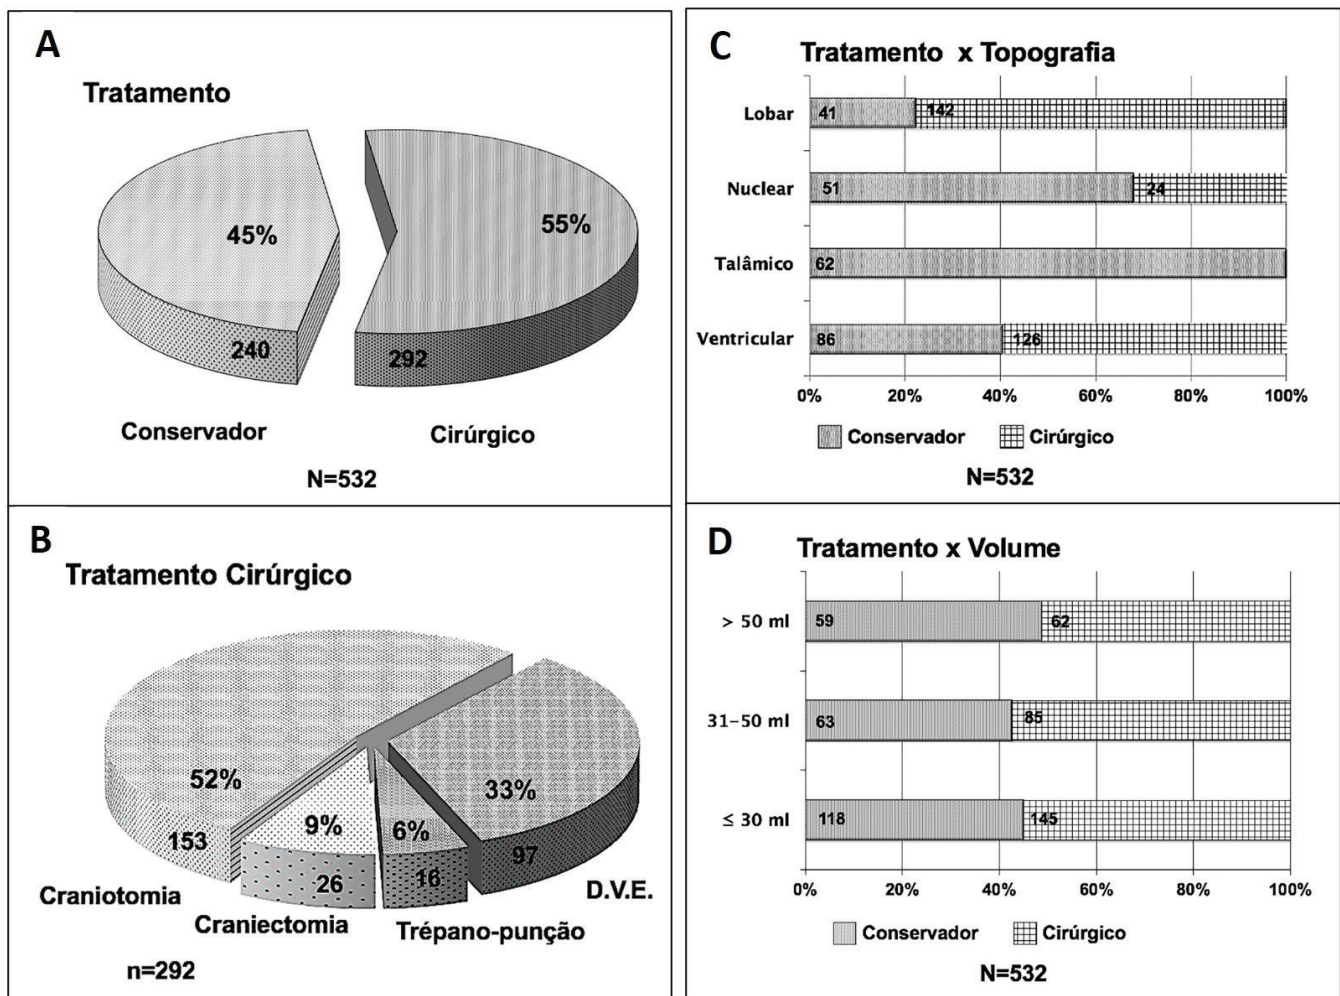 A
Tratamento
45%
55%
240
292
Conservador
Cirúrgico
N=532
B
Tratamento Cirúrgico
52%
33%
9%
6%
153
26
16
97
Craniotomia
Craniectomia
Trépano-punção
D.V.E.
n=292
C
Tratamento x Topografia
Lobar 41 142
Nuclear 51 24
Talâmico 62
Ventricular 86 126
0% 20% 40% 60% 80% 100%
Conservador Cirúrgico
N=532
D
Tratamento x Volume
> 50 ml 59 62
31–50 ml 63 85
≤ 30 ml 118 145
0% 20% 40% 60% 80% 100%
Conservador Cirúrgico
N=532